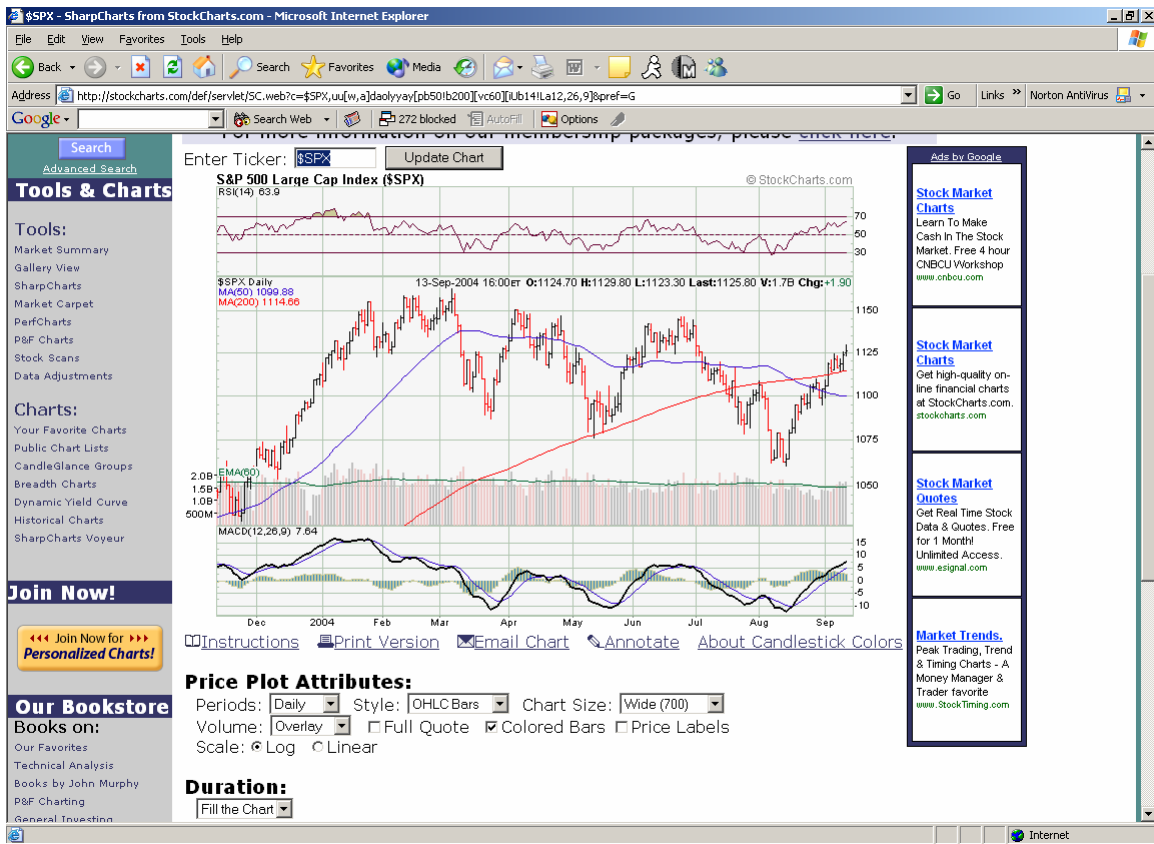 $SPX - SharpCharts from StockCharts.com - Microsoft Internet Explorer
File Edit View Favorites Tools Help
Back Search Favorites Media
Address http://stockcharts.com/def/servlet/SC.web?c=$SPX,uu[w,a]daolyyay[pb50!b200][vc60][iUb14!La12,26,9]&pref=G Go Links » Norton AntiVirus
Google Search Web 272 blocked AutoFill Options
Search
Advanced Search
Tools & Charts
Tools:
Market Summary
Gallery View
SharpCharts
Market Carpet
PerfCharts
P&F Charts
Stock Scans
Data Adjustments
Charts:
Your Favorite Charts
Public Chart Lists
CandleGlance Groups
Breadth Charts
Dynamic Yield Curve
Historical Charts
SharpCharts Voyeur
Join Now!
Join Now for
Personalized Charts!
Our Bookstore
Books on:
Our Favorites
Technical Analysis
Books by John Murphy
P&F Charting
General Investing
For more information on our membership packages, please click here.
Enter Ticker: $SPX Update Chart
S&P 500 Large Cap Index ($SPX) © StockCharts.com
RSI(14) 63.9
70
50
30
$SPX Daily 13-Sep-2004 16:00ET O:1124.70 H:1129.80 L:1123.30 Last:1125.80 V:1.7B Chg:+1.90
MA(50) 1099.88
MA(200) 1114.66
1150
1125
1100
1075
1050
EMA(60)
2.0B
1.5B
1.0B
500M
MACD(12,26,9) 7.64
15
10
5
0
-5
-10
Dec 2004 Feb Mar Apr May Jun Jul Aug Sep
Instructions Print Version Email Chart Annotate About Candlestick Colors
Price Plot Attributes:
Periods: Daily Style: OHLC Bars Chart Size: Wide (700)
Volume: Overlay Full Quote Colored Bars Price Labels
Scale: Log Linear
Duration:
Fill the Chart
Ads by Google
Stock Market
Charts
Learn To Make
Cash In The Stock
Market. Free 4 hour
CNBCU Workshop
www.cnbcu.com
Stock Market
Charts
Get high-quality on-
line financial charts
at StockCharts.com.
stockcharts.com
Stock Market
Quotes
Get Real Time Stock
Data & Quotes. Free
for 1 Month!
Unlimited Access.
www.esignal.com
Market Trends.
Peak Trading, Trend
& Timing Charts - A
Money Manager &
Trader favorite
www.StockTiming.com
Internet